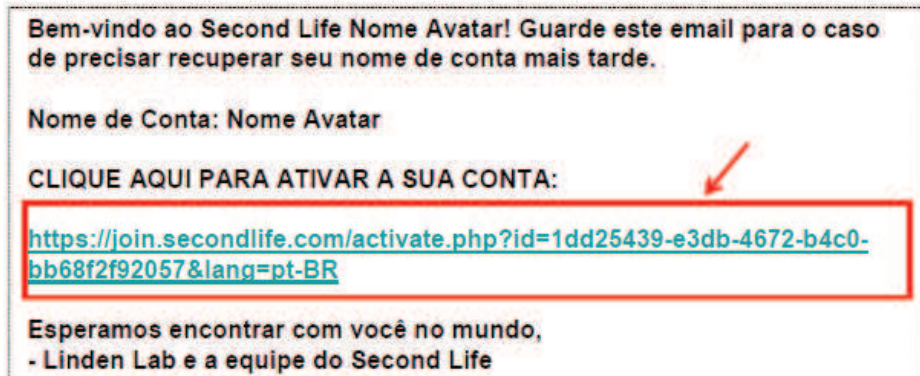 Bem-vindo ao Second Life Nome Avatar! Guarde este email para o caso
de precisar recuperar seu nome de conta mais tarde.
Nome de Conta: Nome Avatar
CLIQUE AQUI PARA ATIVAR A SUA CONTA:
https://join.secondlife.com/activate.php?id=1dd25439-e3db-4672-b4c0-
bb68f2f92057&lang=pt-BR
Esperamos encontrar com você no mundo,
- Linden Lab e a equipe do Second Life